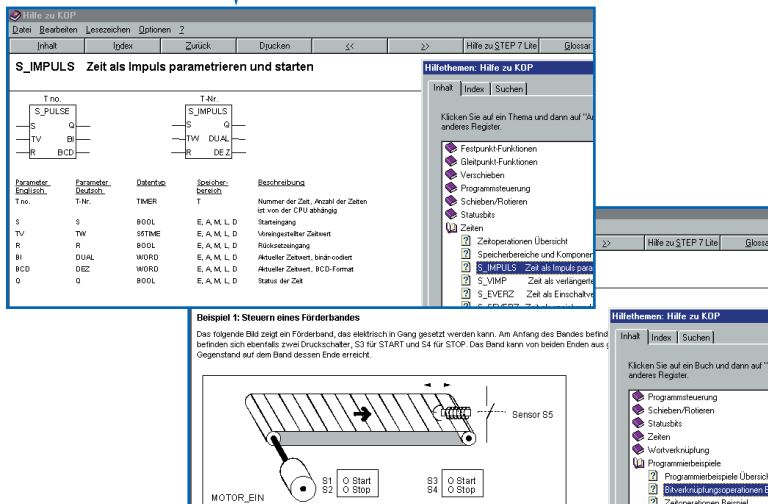 Hilfe zu KOP
Datei Bearbeiten Lesezeichen Optionen ?
Inhalt Index Zurück Drucken << >> Hilfe zu STEP 7 Lite Glossar
S_IMPULS Zeit als Impuls parametrieren und starten
T no.
S_PULSE
S Q
TV BI
R BCD
T-Nr.
S_IMPULS
S Q
TW DUAL
R DEZ
Parameter Englisch Parameter Deutsch Datentyp Speicher-bereich Beschreibung
T no. T-Nr. TIMER T Nummer der Zeit, Anzahl der Zeiten
ist von der CPU abhängig
S S BOOL E, A, M, L, D Starteingang
TV TW S5TIME E, A, M, L, D Voreingestellter Zeitwert
R R BOOL E, A, M, L, D Rücksetzeingang
BI DUAL WORD E, A, M, L, D Aktueller Zeitwert, binär-codiert
BCD DEZ WORD E, A, M, L, D Aktueller Zeitwert, BCD-Format
Q Q BOOL E, A, M, L, D Status der Zeit
Hilfethemen: Hilfe zu KOP
Inhalt Index Suchen
Klicken Sie auf ein Thema und dann auf "A
anderes Register.
Festpunkt-Funktionen
Gleitpunkt-Funktionen
Verschieben
Programmsteuerung
Schieben/Rotieren
Statusbits
Zeiten
Zeitoperationen Übersicht
Speicherbereiche und Komponen
S_IMPULS Zeit als Impuls para
S_VIMP Zeit als verlängerte
S_EVERZ Zeit als Einschaltve
>> Hilfe zu STEP 7 Lite Glossa
Beispiel 1: Steuern eines Förderbandes
Das folgende Bild zeigt ein Förderband, das elektrisch in Gang gesetzt werden kann. Am Anfang des Bandes befind
befinden sich ebenfalls zwei Druckschalter, S3 für START und S4 für STOP. Das Band kann von beiden Enden aus
Gegenstand auf dem Band dessen Ende erreicht.
Sensor S5
S1 O Start
S2 O Stop
S3 O Start
S4 O Stop
MOTOR_EIN
Hilfethemen: Hilfe zu KOP
Inhalt Index Suchen
Klicken Sie auf ein Buch und dann auf "
anderes Register.
Programmsteuerung
Schieben/Rotieren
Statusbits
Zeiten
Wortverknüpfung
Programmierbeispiele
Programmierbeispiele Übersich
Bitverknüpfungsoperationen B
Zeitoperationen Beispiel